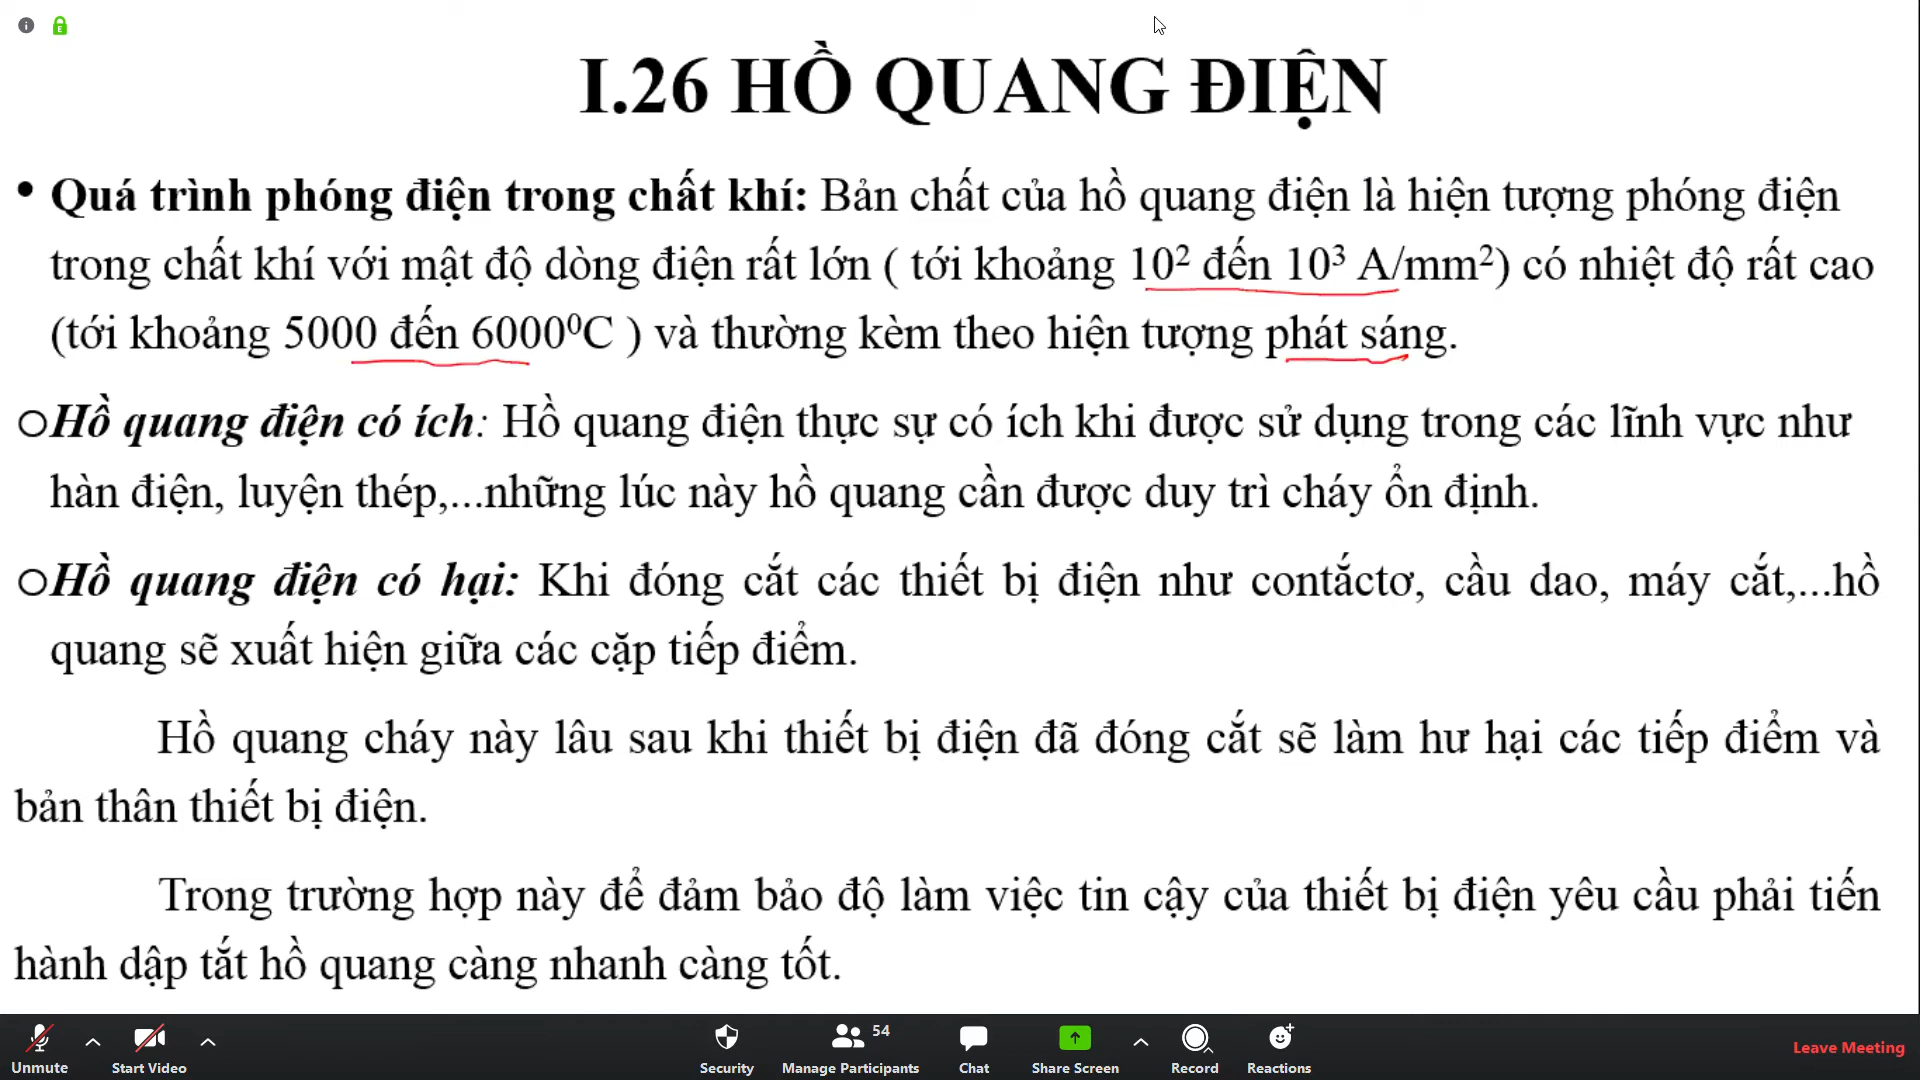 I.26 HỒ QUANG ĐIỆN
• Quá trình phóng điện trong chất khí: Bản chất của hồ quang điện là hiện tượng phóng điện
trong chất khí với mật độ dòng điện rất lớn ( tới khoảng 10² đến 10³ A/mm²) có nhiệt độ rất cao
(tới khoảng 5000 đến 6000⁰C ) và thường kèm theo hiện tượng phát sáng.
oHồ quang điện có ích: Hồ quang điện thực sự có ích khi được sử dụng trong các lĩnh vực như
hàn điện, luyện thép,...những lúc này hồ quang cần được duy trì cháy ổn định.
oHồ quang điện có hại: Khi đóng cắt các thiết bị điện như contắctơ, cầu dao, máy cắt,...hồ
quang sẽ xuất hiện giữa các cặp tiếp điểm.
Hồ quang cháy này lâu sau khi thiết bị điện đã đóng cắt sẽ làm hư hại các tiếp điểm và
bản thân thiết bị điện.
Trong trường hợp này để đảm bảo độ làm việc tin cậy của thiết bị điện yêu cầu phải tiến
hành dập tắt hồ quang càng nhanh càng tốt.
54
Unmute Start Video Security Manage Participants Chat Share Screen Record Reactions Leave Meeting